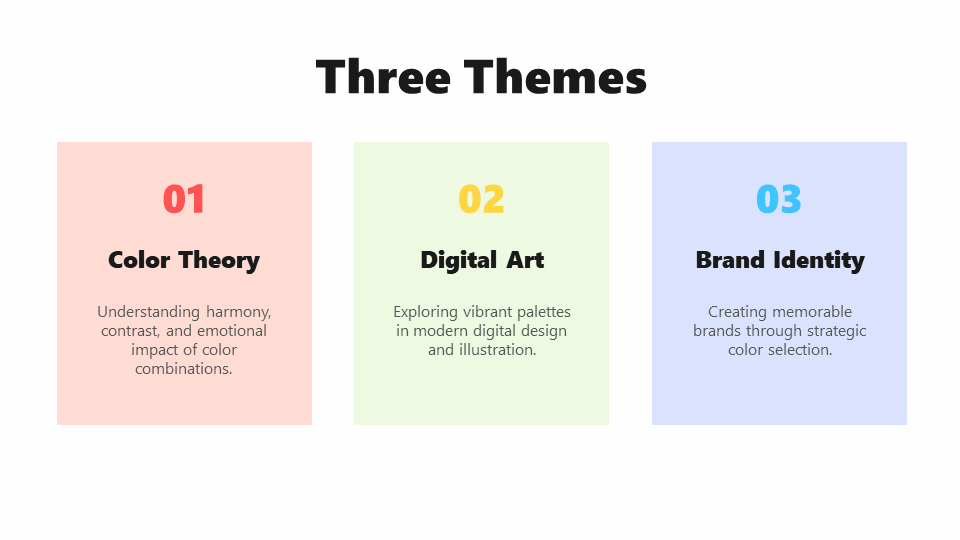 Three Themes
01
Color Theory
Understanding harmony,
contrast, and emotional
impact of color
combinations.
02
Digital Art
Exploring vibrant palettes
in modern digital design
and illustration.
03
Brand Identity
Creating memorable
brands through strategic
color selection.